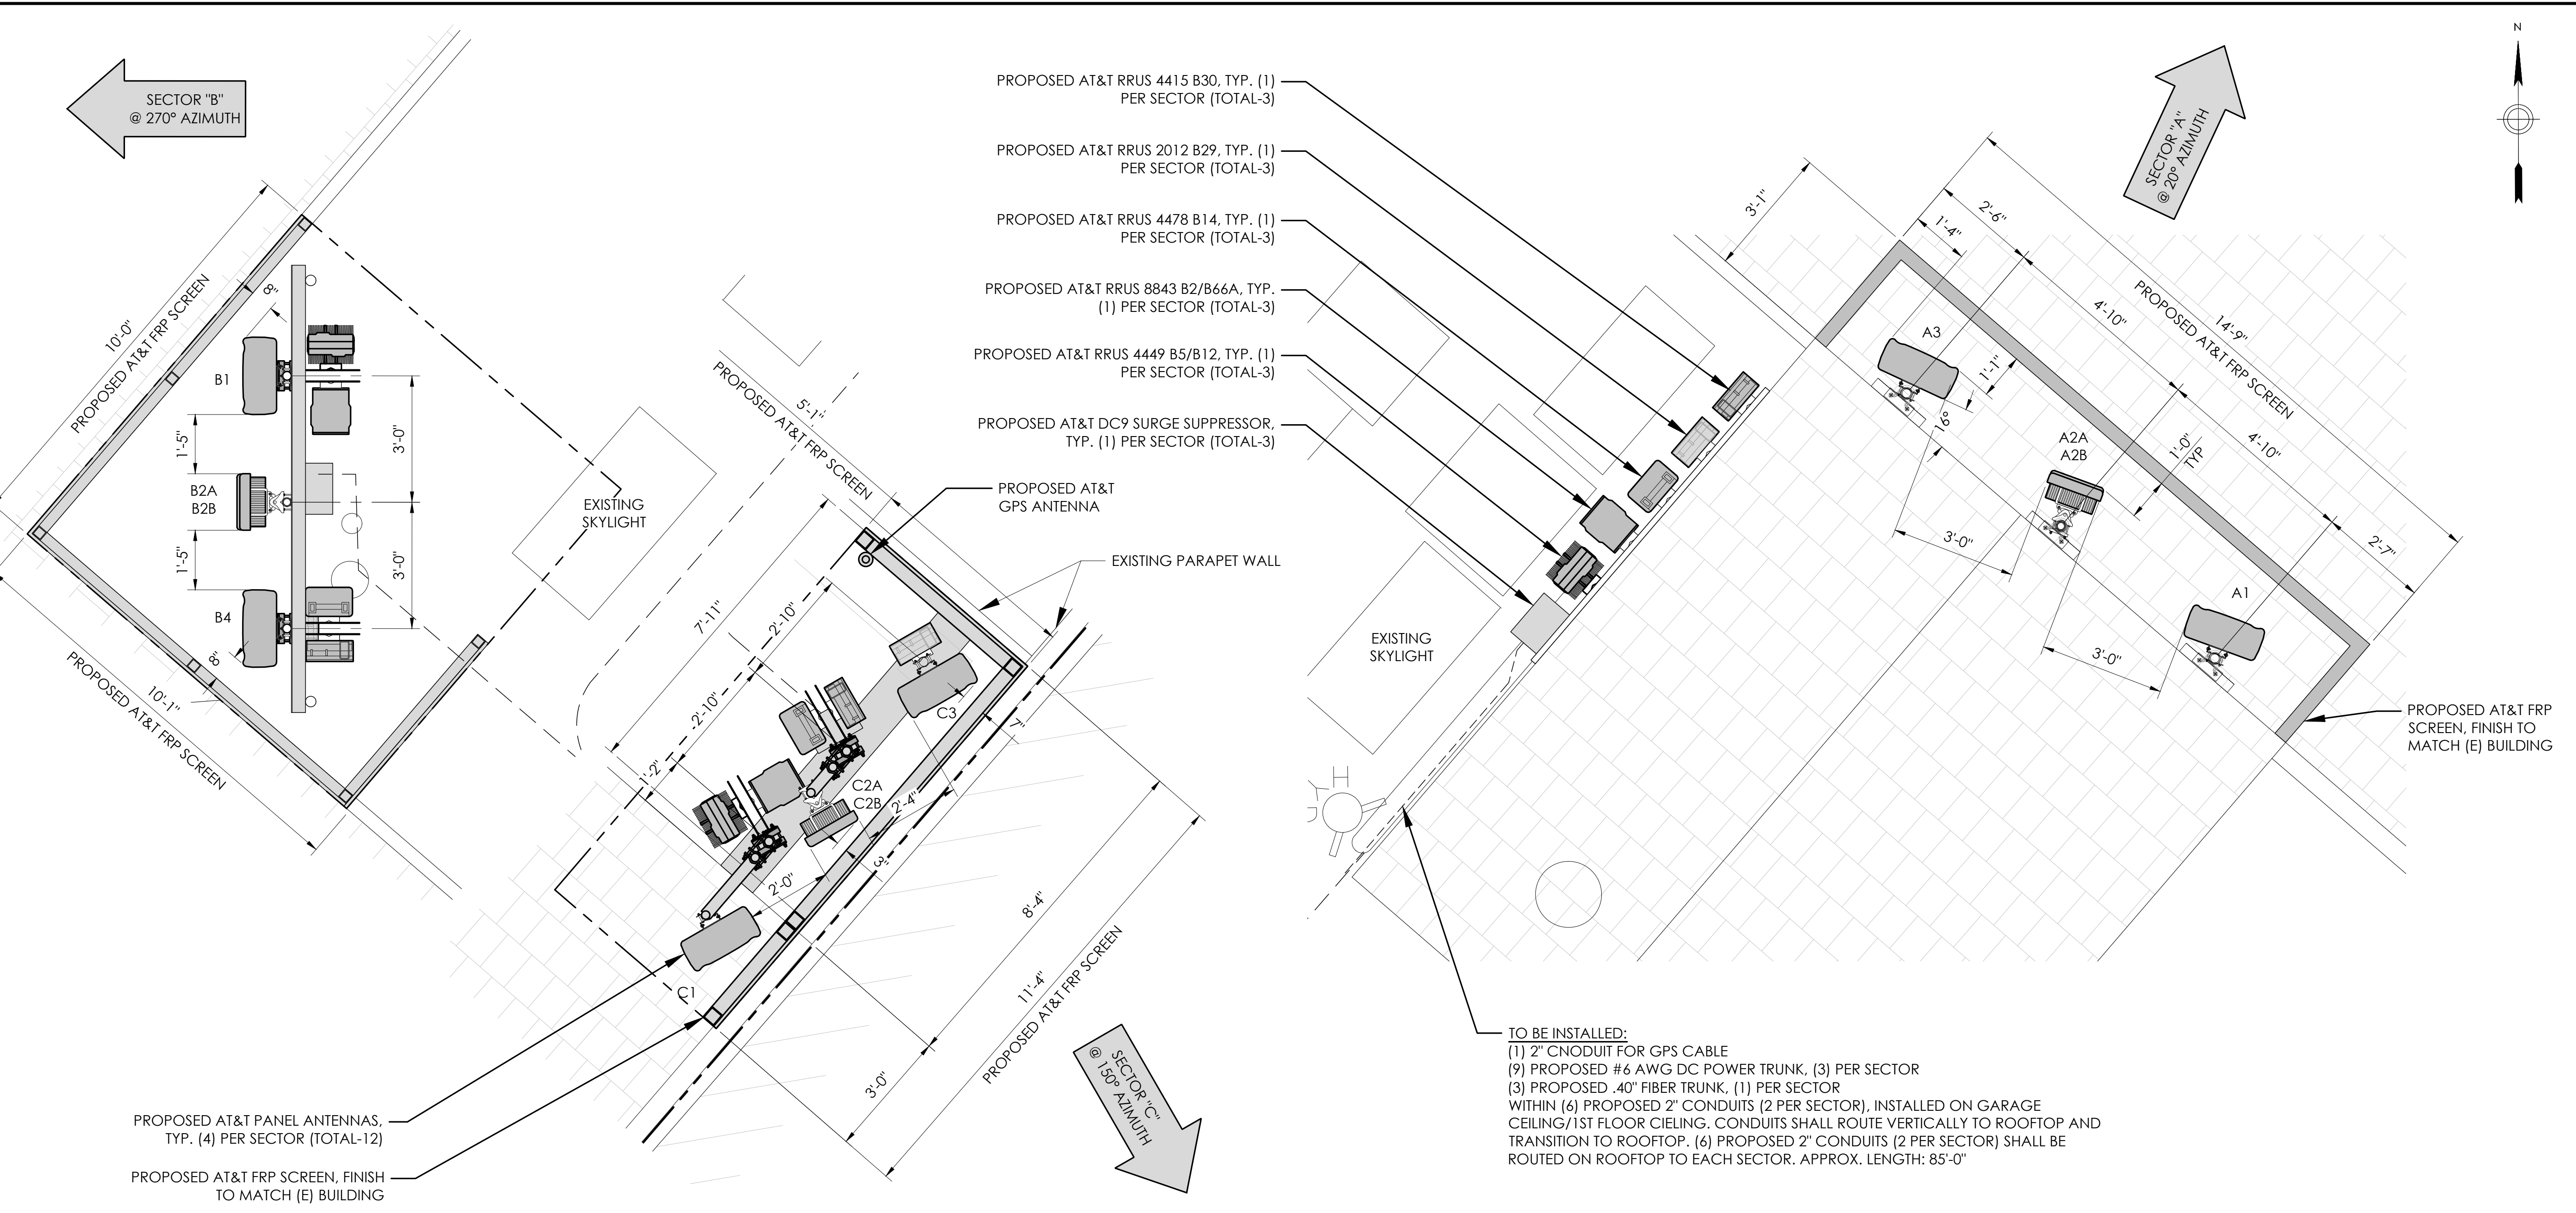 SECTOR "B"
@ 270° AZIMUTH
10'-0"
PROPOSED AT&T FRP SCREEN
8"
B1
1'-5"
3'-0"
B2A
B2B
1'-5"
3'-0"
B4
8"
10'-1"
PROPOSED AT&T FRP SCREEN
EXISTING
SKYLIGHT
PROPOSED AT&T RRUS 4415 B30, TYP. (1)
PER SECTOR (TOTAL-3)
PROPOSED AT&T RRUS 2012 B29, TYP. (1)
PER SECTOR (TOTAL-3)
PROPOSED AT&T RRUS 4478 B14, TYP. (1)
PER SECTOR (TOTAL-3)
PROPOSED AT&T RRUS 8843 B2/B66A, TYP.
(1) PER SECTOR (TOTAL-3)
PROPOSED AT&T RRUS 4449 B5/B12, TYP. (1)
PER SECTOR (TOTAL-3)
PROPOSED AT&T DC9 SURGE SUPPRESSOR,
TYP. (1) PER SECTOR (TOTAL-3)
PROPOSED AT&T
GPS ANTENNA
EXISTING PARAPET WALL
5'-1"
PROPOSED AT&T FRP SCREEN
7'-11"
2'-10"
2'-10"
1'-2"
C3
7"
C2A
C2B
2'-4"
3"
2'-0"
C1
8'-4"
11'-4"
PROPOSED AT&T FRP SCREEN
3'-0"
SECTOR "C"
@ 150° AZIMUTH
PROPOSED AT&T PANEL ANTENNAS,
TYP. (4) PER SECTOR (TOTAL-12)
PROPOSED AT&T FRP SCREEN, FINISH
TO MATCH (E) BUILDING
EXISTING
SKYLIGHT
H
SECTOR "A"
@ 20° AZIMUTH
N
3'-1"
2'-6"
1'-4"
4'-10"
14'-9"
PROPOSED AT&T FRP SCREEN
A3
1'-1"
16°
A2A
A2B
1'-0"
TYP
4'-10"
3'-0"
2'-7"
A1
3'-0"
PROPOSED AT&T FRP
SCREEN, FINISH TO
MATCH (E) BUILDING
TO BE INSTALLED:
(1) 2" CNODUIT FOR GPS CABLE
(9) PROPOSED #6 AWG DC POWER TRUNK, (3) PER SECTOR
(3) PROPOSED .40" FIBER TRUNK, (1) PER SECTOR
WITHIN (6) PROPOSED 2" CONDUITS (2 PER SECTOR), INSTALLED ON GARAGE
CEILING/1ST FLOOR CIELING. CONDUITS SHALL ROUTE VERTICALLY TO ROOFTOP AND
TRANSITION TO ROOFTOP. (6) PROPOSED 2" CONDUITS (2 PER SECTOR) SHALL BE
ROUTED ON ROOFTOP TO EACH SECTOR. APPROX. LENGTH: 85'-0"